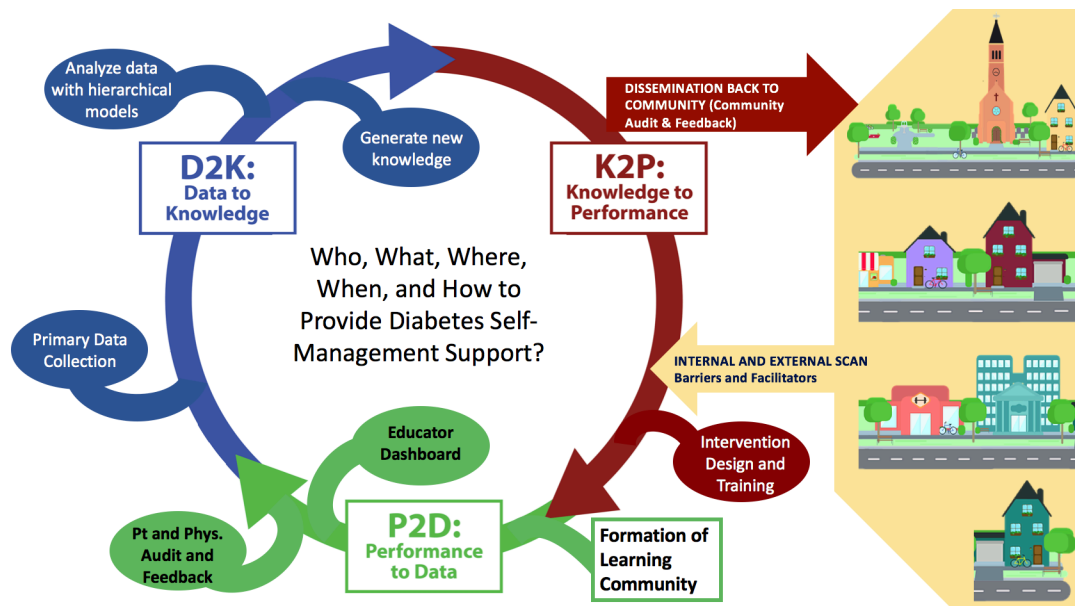 Analyze data
with hierarchical
models
Generate new
knowledge
D2K:
Data to
Knowledge
K2P:
Knowledge to
Performance
DISSEMINATION BACK TO
COMMUNITY (Community
Audit & Feedback)
Who, What, Where,
When, and How to
Provide Diabetes Self-
Management Support?
Primary Data
Collection
INTERNAL AND EXTERNAL SCAN
Barriers and Facilitators
Educator
Dashboard
Intervention
Design and
Training
Pt and Phys.
Audit and
Feedback
P2D:
Performance
to Data
Formation of
Learning
Community